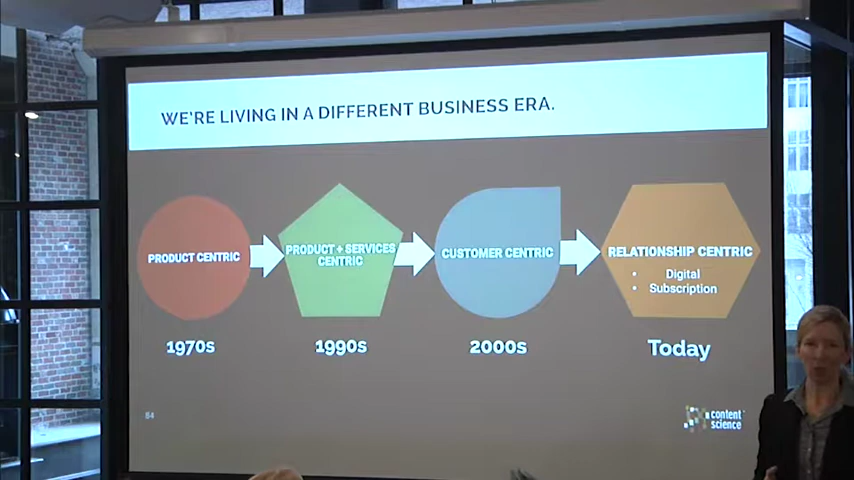 WE'RE LIVING IN A DIFFERENT BUSINESS ERA.
PRODUCT CENTRIC
PRODUCT + SERVICES
CENTRIC
CUSTOMER CENTRIC
RELATIONSHIP CENTRIC
• Digital
• Subscription
1970s
1990s
2000s
Today
54
content
science